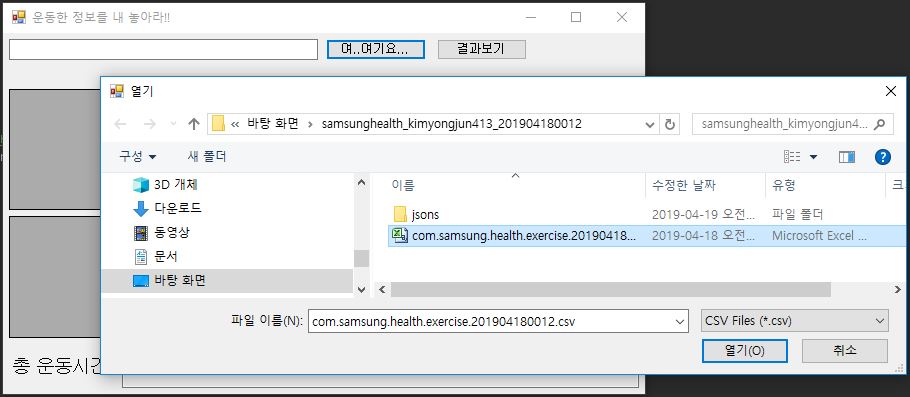 운동한 정보를 내 놓아라!!
여..여기요... 결과보기
열기
« 바탕 화면 › samsunghealth_kimyongjun413_201904180012
samsunghealth_kimyongjun4...
구성 새 폴더
이름 수정한 날짜 유형 크
3D 개체
다운로드
동영상
문서
바탕 화면
jsons 2019-04-19 오전... 파일 폴더
com.samsung.health.exercise.20190418... 2019-04-18 오전... Microsoft Excel ...
파일 이름(N): com.samsung.health.exercise.201904180012.csv CSV Files (*.csv)
열기(O) 취소
총 운동시간